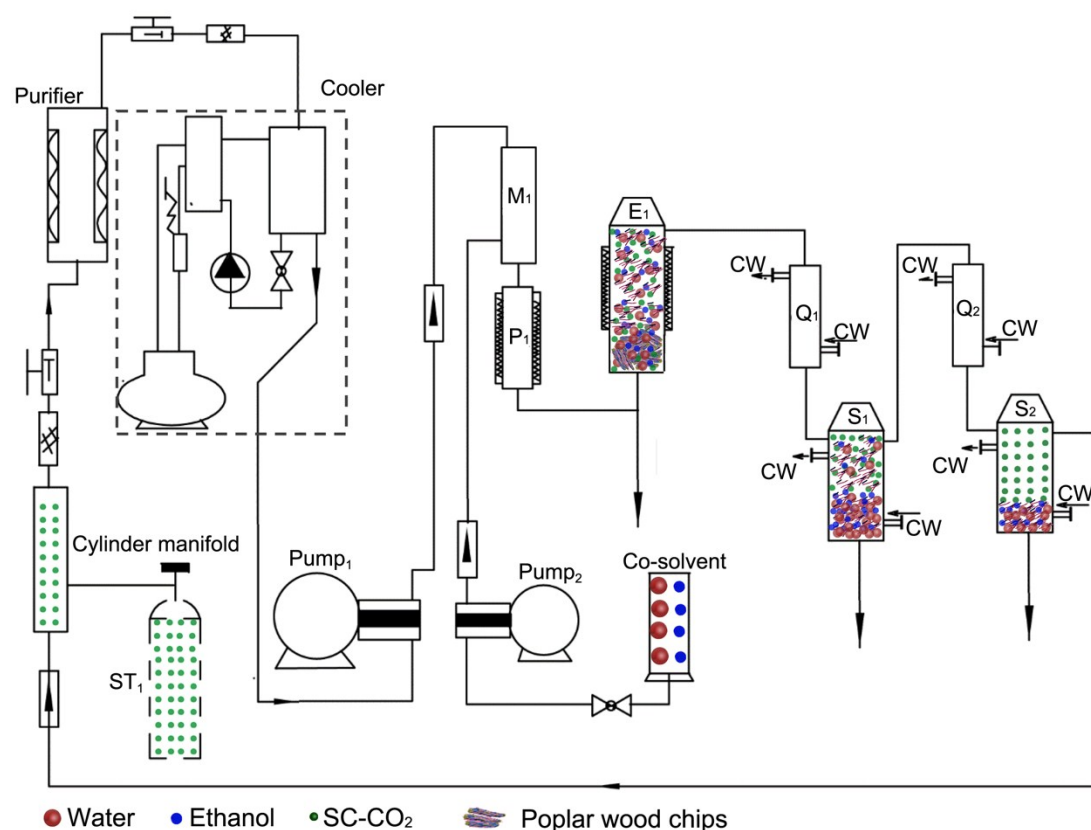 Cooler
Purifier
M₁
E₁
P₁
CW
CW
Q₁
Q₂
CW
CW
S₁
S₂
CW
CW
CW
CW
Cylinder manifold
ST₁
Pump₁
Pump₂
Co-solvent
Water
Ethanol
SC-CO₂
Poplar wood chips